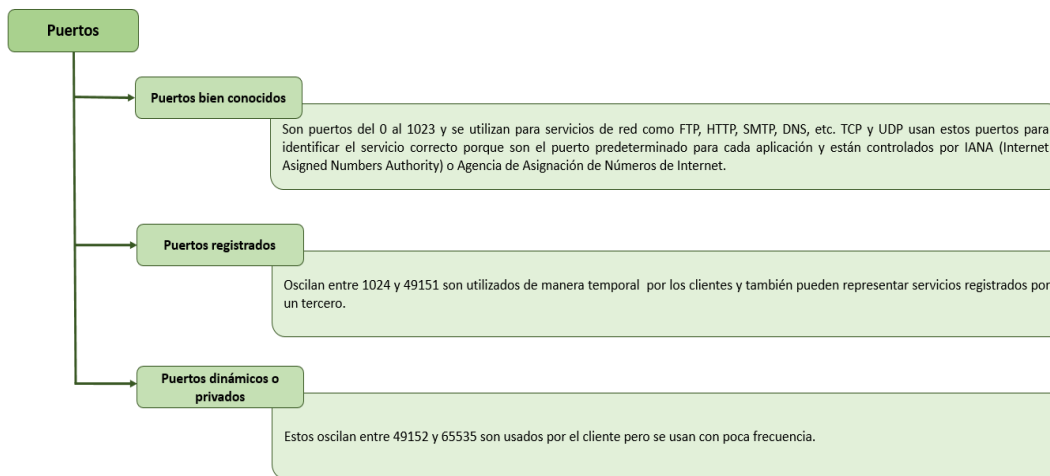 Puertos
Puertos bien conocidos
Son puertos del 0 al 1023 y se utilizan para servicios de red como FTP, HTTP, SMTP, DNS, etc. TCP y UDP usan estos puertos para
identificar el servicio correcto porque son el puerto predeterminado para cada aplicación y están controlados por IANA (Internet
Asigned Numbers Authority) o Agencia de Asignación de Números de Internet.
Puertos registrados
Oscilan entre 1024 y 49151 son utilizados de manera temporal por los clientes y también pueden representar servicios registrados por
un tercero.
Puertos dinámicos o
privados
Estos oscilan entre 49152 y 65535 son usados por el cliente pero se usan con poca frecuencia.